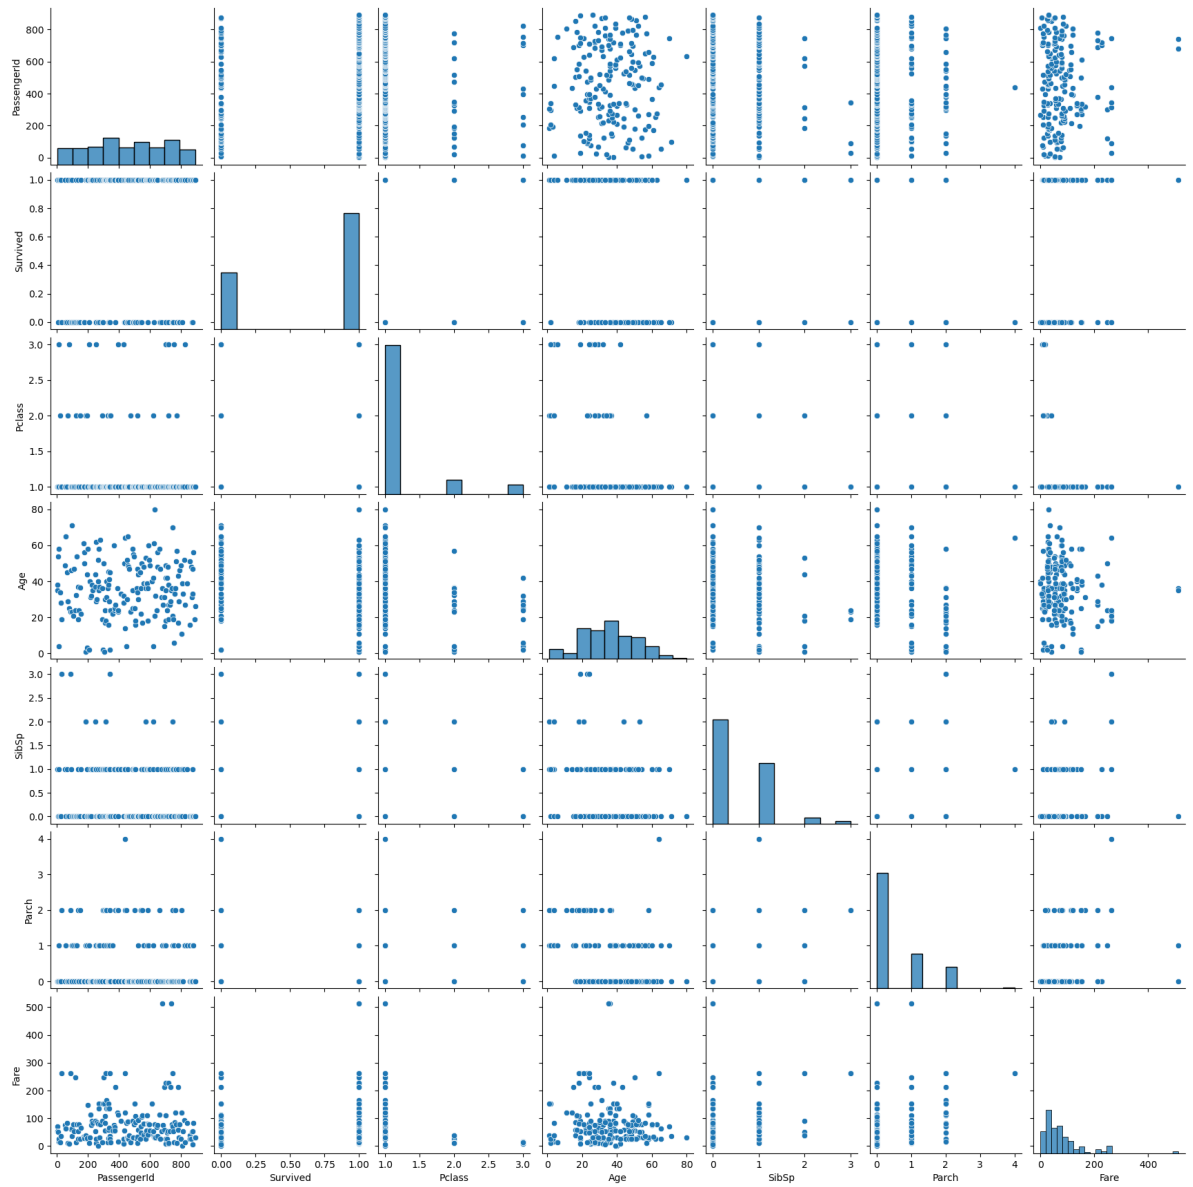 800
600
400
200
0
PassengerId
1.0
0.8
0.6
0.4
0.2
0.0
Survived
3.0
2.5
2.0
1.5
1.0
Pclass
80
60
40
20
0
Age
3.0
2.5
2.0
1.5
1.0
0.5
0.0
SibSp
4
3
2
1
0
Parch
500
400
300
200
100
0
Fare
0 200 400 600 800
PassengerId
0.00 0.25 0.50 0.75 1.00
Survived
1.0 1.5 2.0 2.5 3.0
Pclass
0 20 40 60 80
Age
0 1 2 3
SibSp
0 1 2 3 4
Parch
0 200 400
Fare